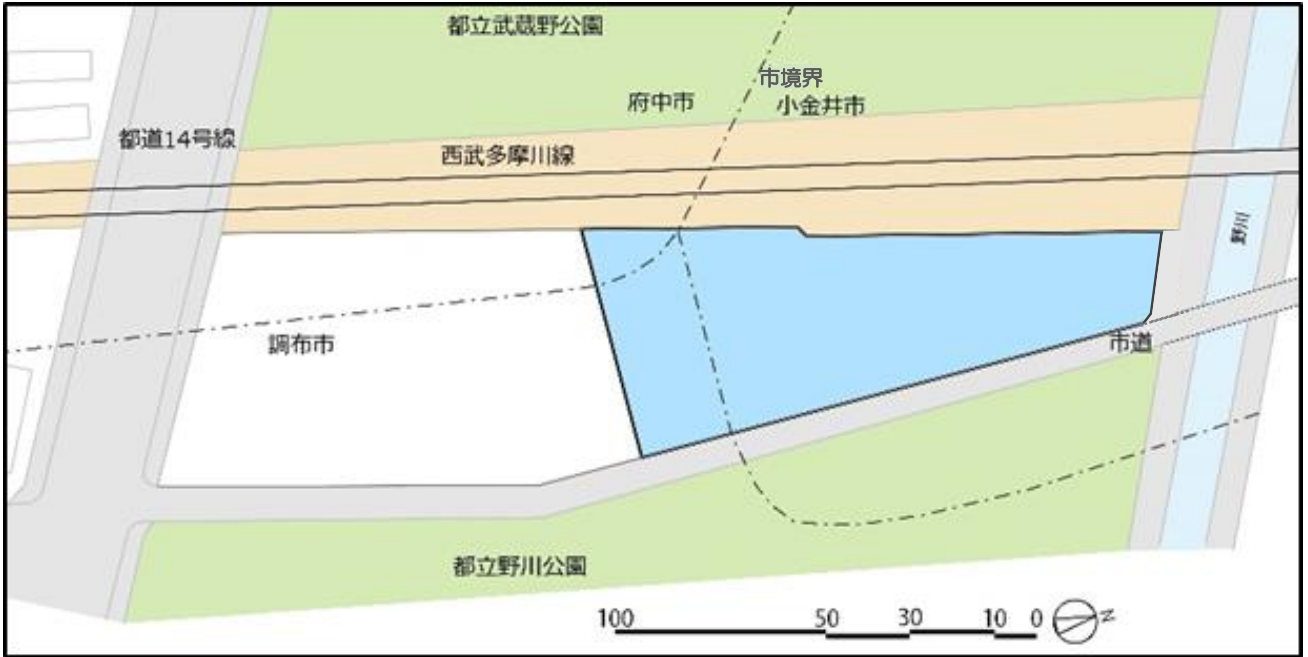 都立武蔵野公園
市境界
府中市
小金井市
都道14号線
西武多摩川線
野川
調布市
市道
都立野川公園
100 50 30 10 0
N